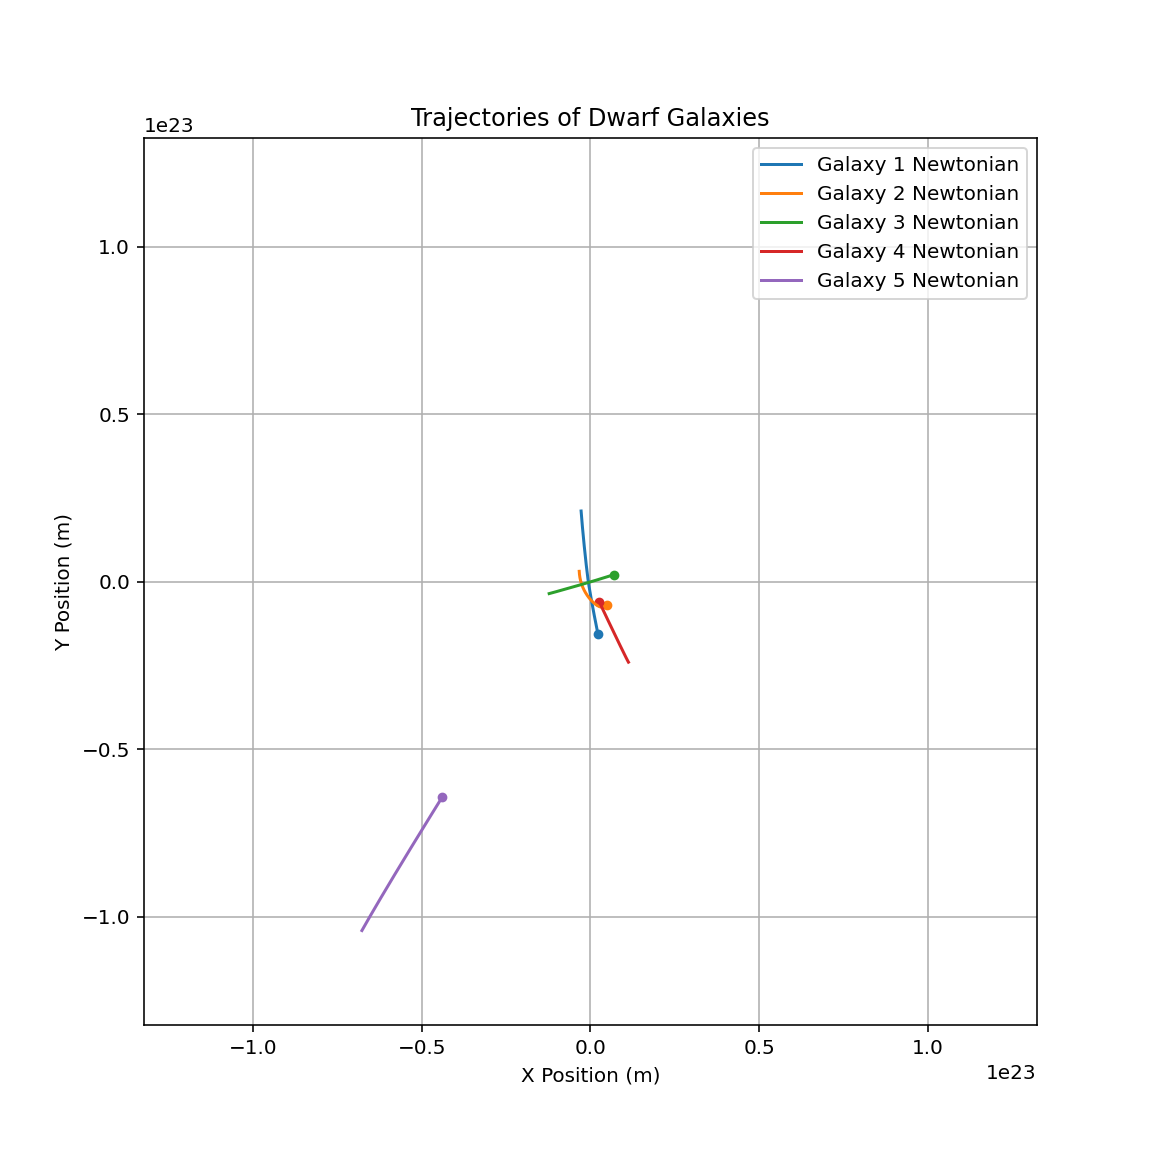 Trajectories of Dwarf Galaxies
1e23
Galaxy 1 Newtonian
Galaxy 2 Newtonian
Galaxy 3 Newtonian
Galaxy 4 Newtonian
Galaxy 5 Newtonian
1.0
0.5
0.0
−0.5
−1.0
Y Position (m)
−1.0 −0.5 0.0 0.5 1.0
X Position (m)
1e23